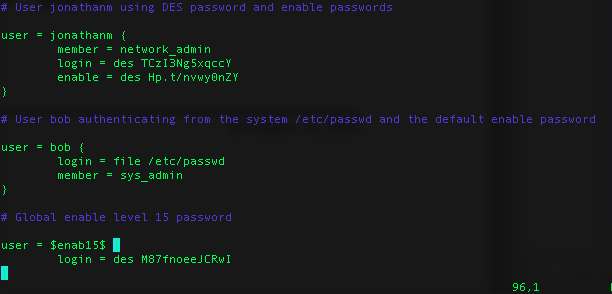 # User jonathanm using DES password and enable passwords
user = jonathanm {
member = network_admin
login = des TCzI3Ng5xqccY
enable = des Hp.t/nvwy0nZY
}
# User bob authenticating from the system /etc/passwd and the default enable password
user = bob {
login = file /etc/passwd
member = sys_admin
}
# Global enable level 15 password
user = $enab15$ {
login = des M87fnoeeJCRwI
}
96,1